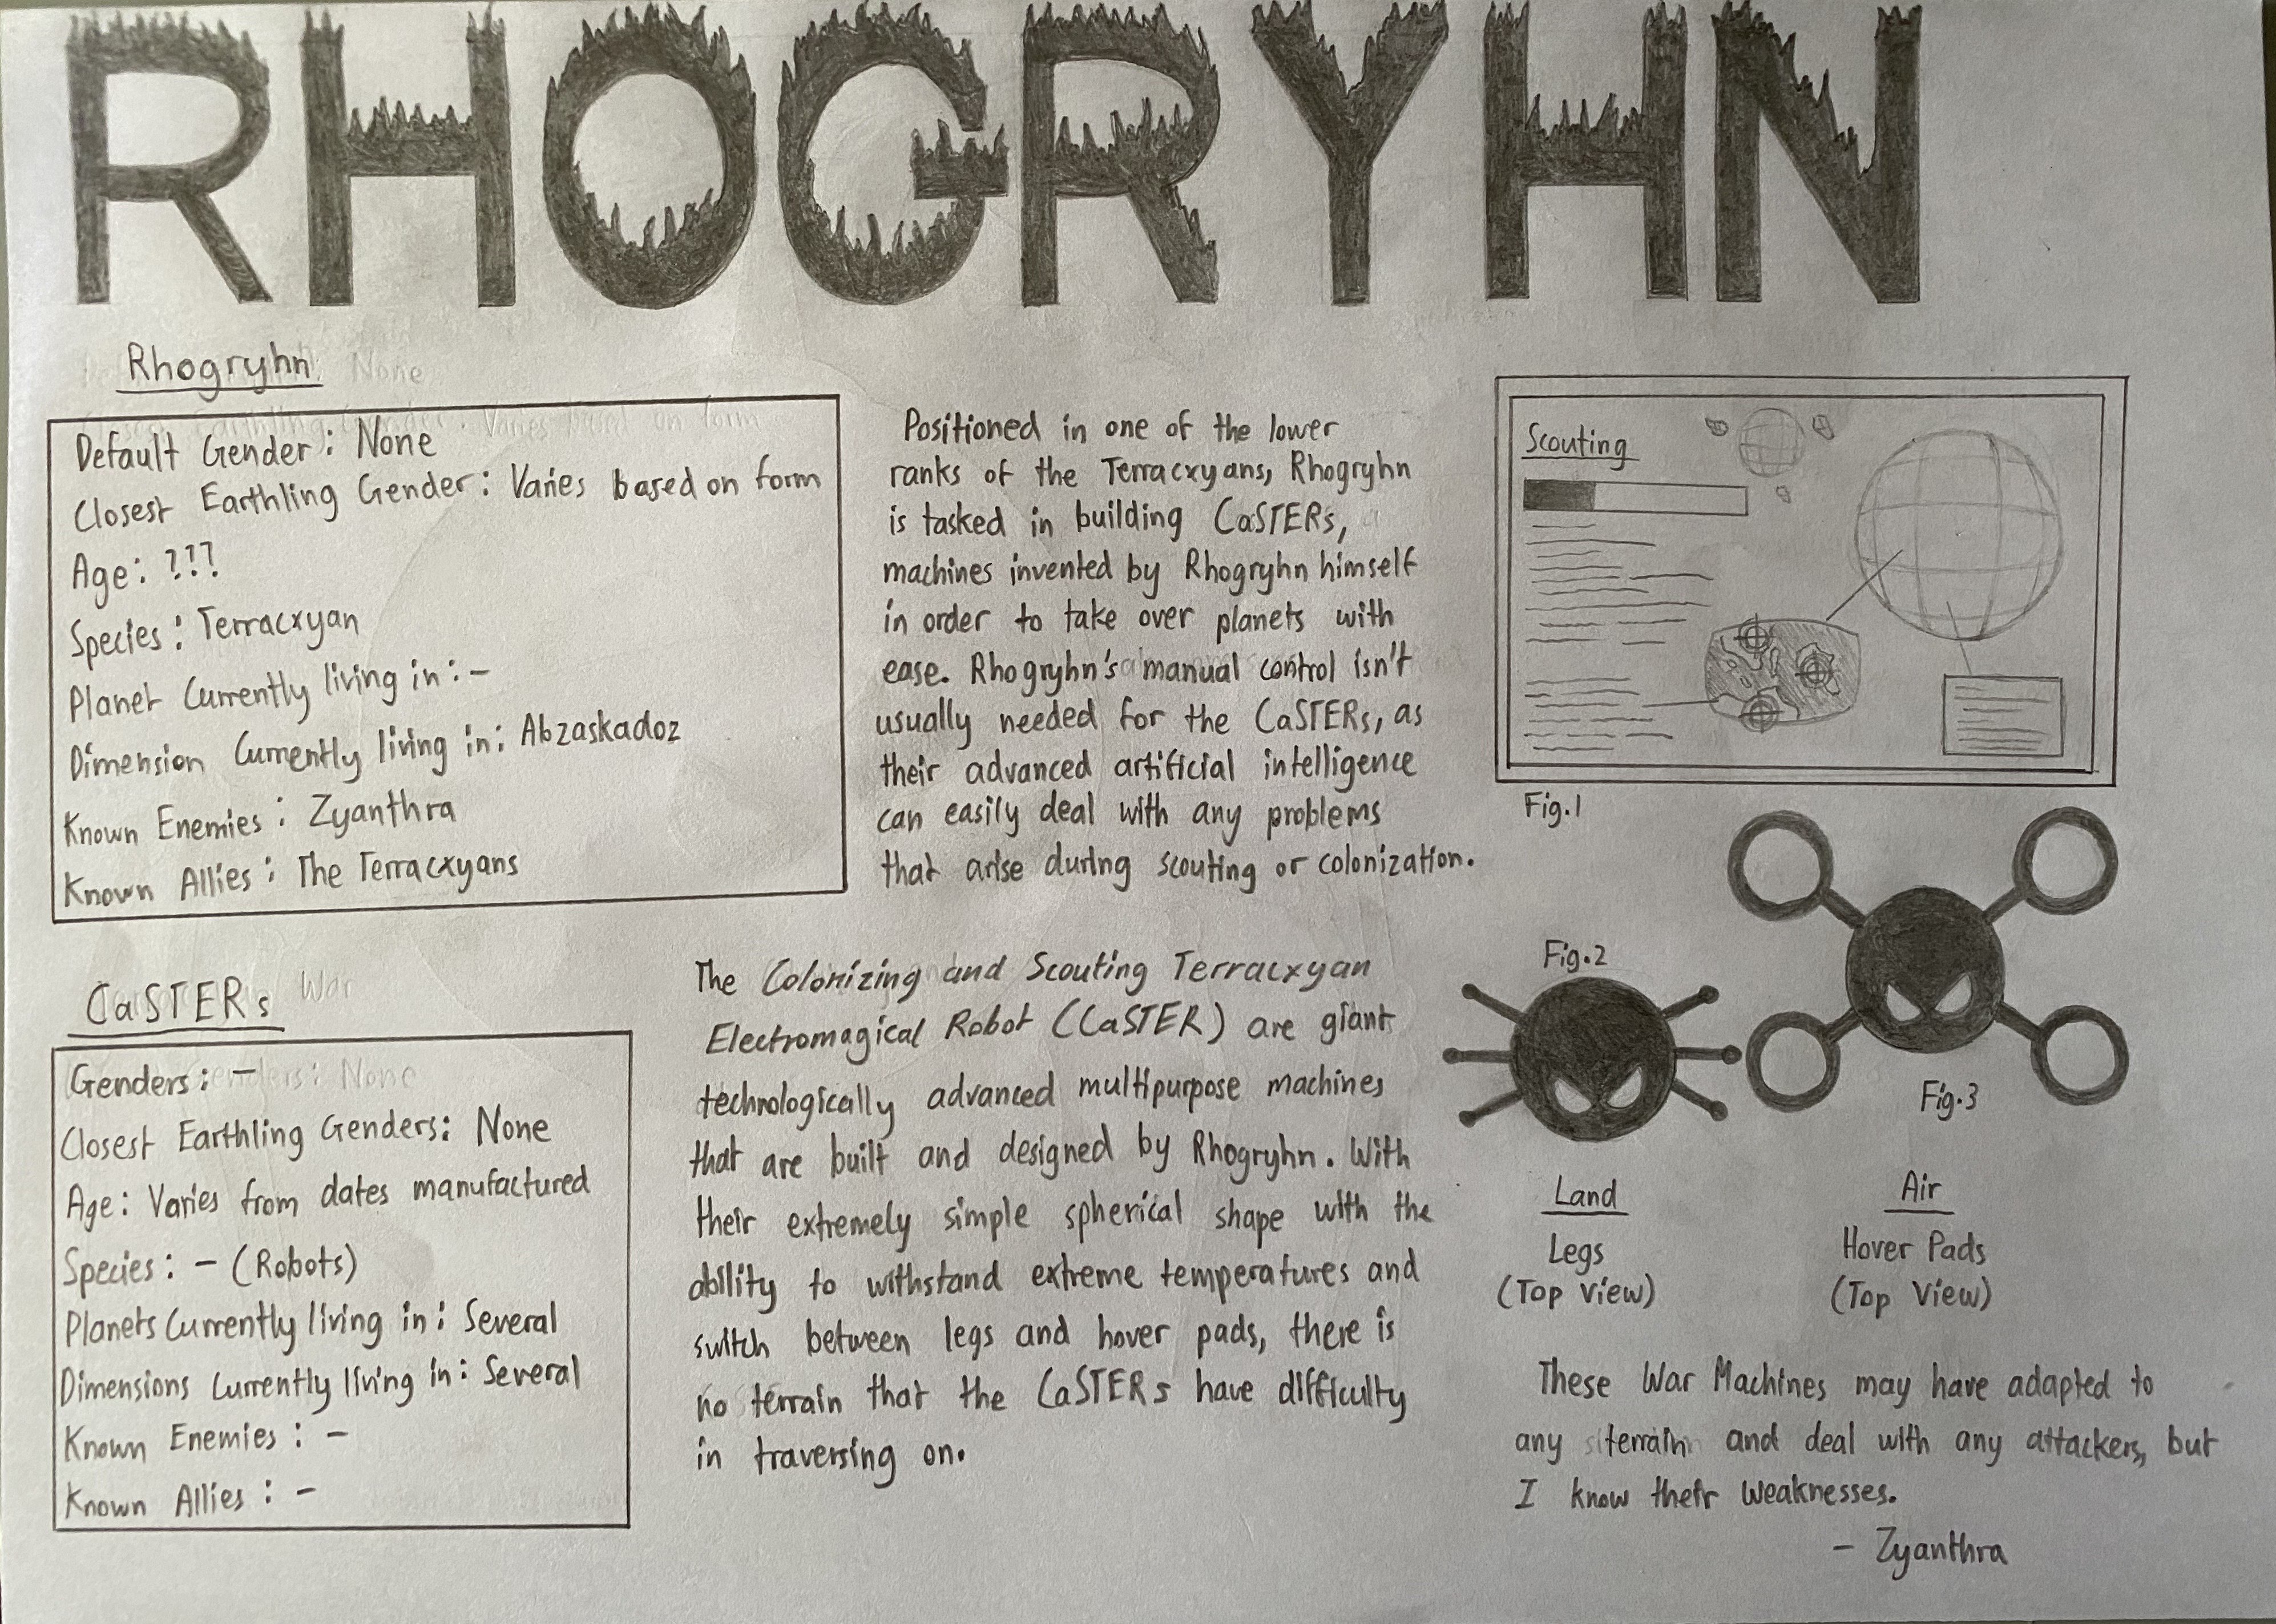 RHOGRYHN
Rhogryhn
Default Gender: None
Closest Earthling Gender: Varies based on form
Age: ???
Species: Terracxyan
Planet Currently living in: -
Dimension Currently living in: Abzaskadoz
Known Enemies: Zyanthra
Known Allies: The Terracxyans
Positioned in one of the lower
ranks of the Terracxyans, Rhogryhn
is tasked in building CaSTERs,
machines invented by Rhogryhn himself
in order to take over planets with
ease. Rhogryhn's manual control isn't
usually needed for the CaSTERs, as
their advanced artificial intelligence
can easily deal with any problems
that arise during scouting or colonization.
Scouting
Fig.1
CaSTERs
Genders: -
Closest Earthling Genders: None
Age: Varies from dates manufactured
Species: - (Robots)
Planets Currently living in: Several
Dimensions Currently living in: Several
Known Enemies: -
Known Allies: -
The Colonizing and Scouting Terracxyan
Electromagical Robot (CaSTER) are giant
technologically advanced multipurpose machines
that are built and designed by Rhogryhn. With
their extremely simple spherical shape with the
ability to withstand extreme temperatures and
switch between legs and hover pads, there is
no terrain that the CaSTERs have difficulty
in traversing on.
Fig.2
Land
Legs
(Top View)
Fig.3
Air
Hover Pads
(Top View)
These War Machines may have adapted to
any terrain and deal with any attackers, but
I know their weaknesses.
- Zyanthra